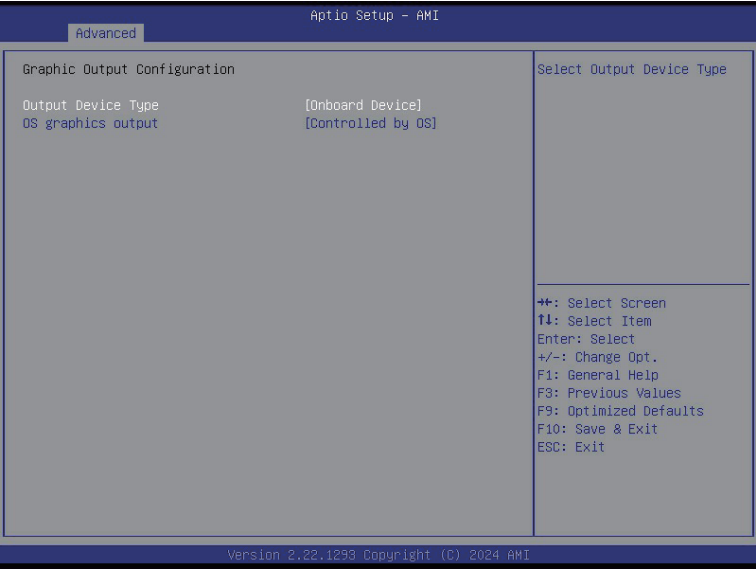 Aptio Setup – AMI
Advanced
Graphic Output Configuration
Select Output Device Type
Output Device Type [Onboard Device]
OS graphics output [Controlled by OS]
→←: Select Screen
↑↓: Select Item
Enter: Select
+/-: Change Opt.
F1: General Help
F3: Previous Values
F9: Optimized Defaults
F10: Save & Exit
ESC: Exit
Version 2.22.1293 Copyright (C) 2024 AMI